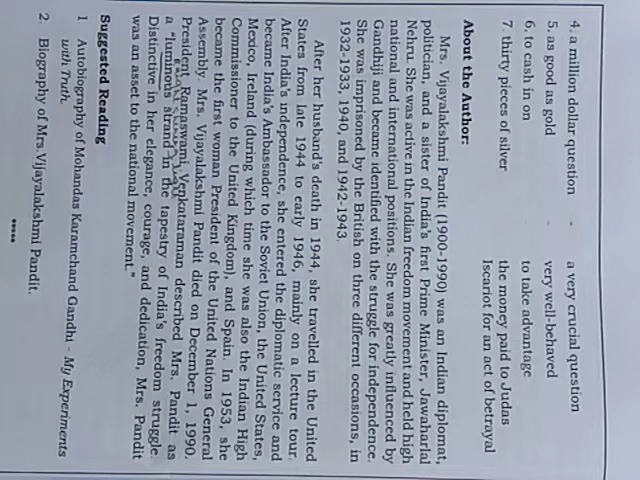 4. a million dollar question - a very crucial question
5. as good as gold - very well-behaved
6. to cash in on to take advantage
7. thirty pieces of silver the money paid to Judas
Iscariot for an act of betrayal
About the Author:
Mrs. Vijayalakshmi Pandit (1900-1990) was an Indian diplomat,
politician, and a sister of India's first Prime Minister, Jawaharlal
Nehru. She was active in the Indian freedom movement and held high
national and international positions. She was greatly influenced by
Gandhiji and became identified with the struggle for independence.
She was imprisoned by the British on three different occasions, in
1932-1933, 1940, and 1942-1943.
After her husband's death in 1944, she travelled in the United
States from late 1944 to early 1946, mainly on a lecture tour.
After India's independence, she entered the diplomatic service and
became India's Ambassador to the Soviet Union, the United States,
Mexico, Ireland (during which time she was also the Indian High
Commissioner to the United Kingdom), and Spain. In 1953, she
became the first woman President of the United Nations General
Assembly. Mrs. Vijayalakshmi Pandit died on December 1, 1990.
President Ramaswami Venkataraman described Mrs. Pandit as
a "luminous strand in the tapestry of India's freedom struggle.
Distinctive in her elegance, courage, and dedication, Mrs. Pandit
was an asset to the national movement."
Suggested Reading
1 Autobiography of Mohandas Karamchand Gandhi - My Experiments
with Truth.
2. Biography of Mrs.Vijayalakshmi Pandit.
*****